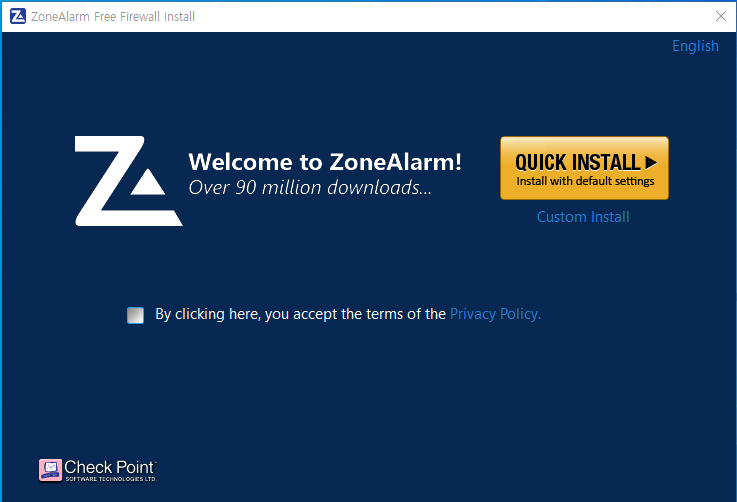 ZoneAlarm Free Firewall Install
English
Welcome to ZoneAlarm!
Over 90 million downloads...
QUICK INSTALL
Install with default settings
Custom Install
By clicking here, you accept the terms of the Privacy Policy.
Check Point
SOFTWARE TECHNOLOGIES LTD.